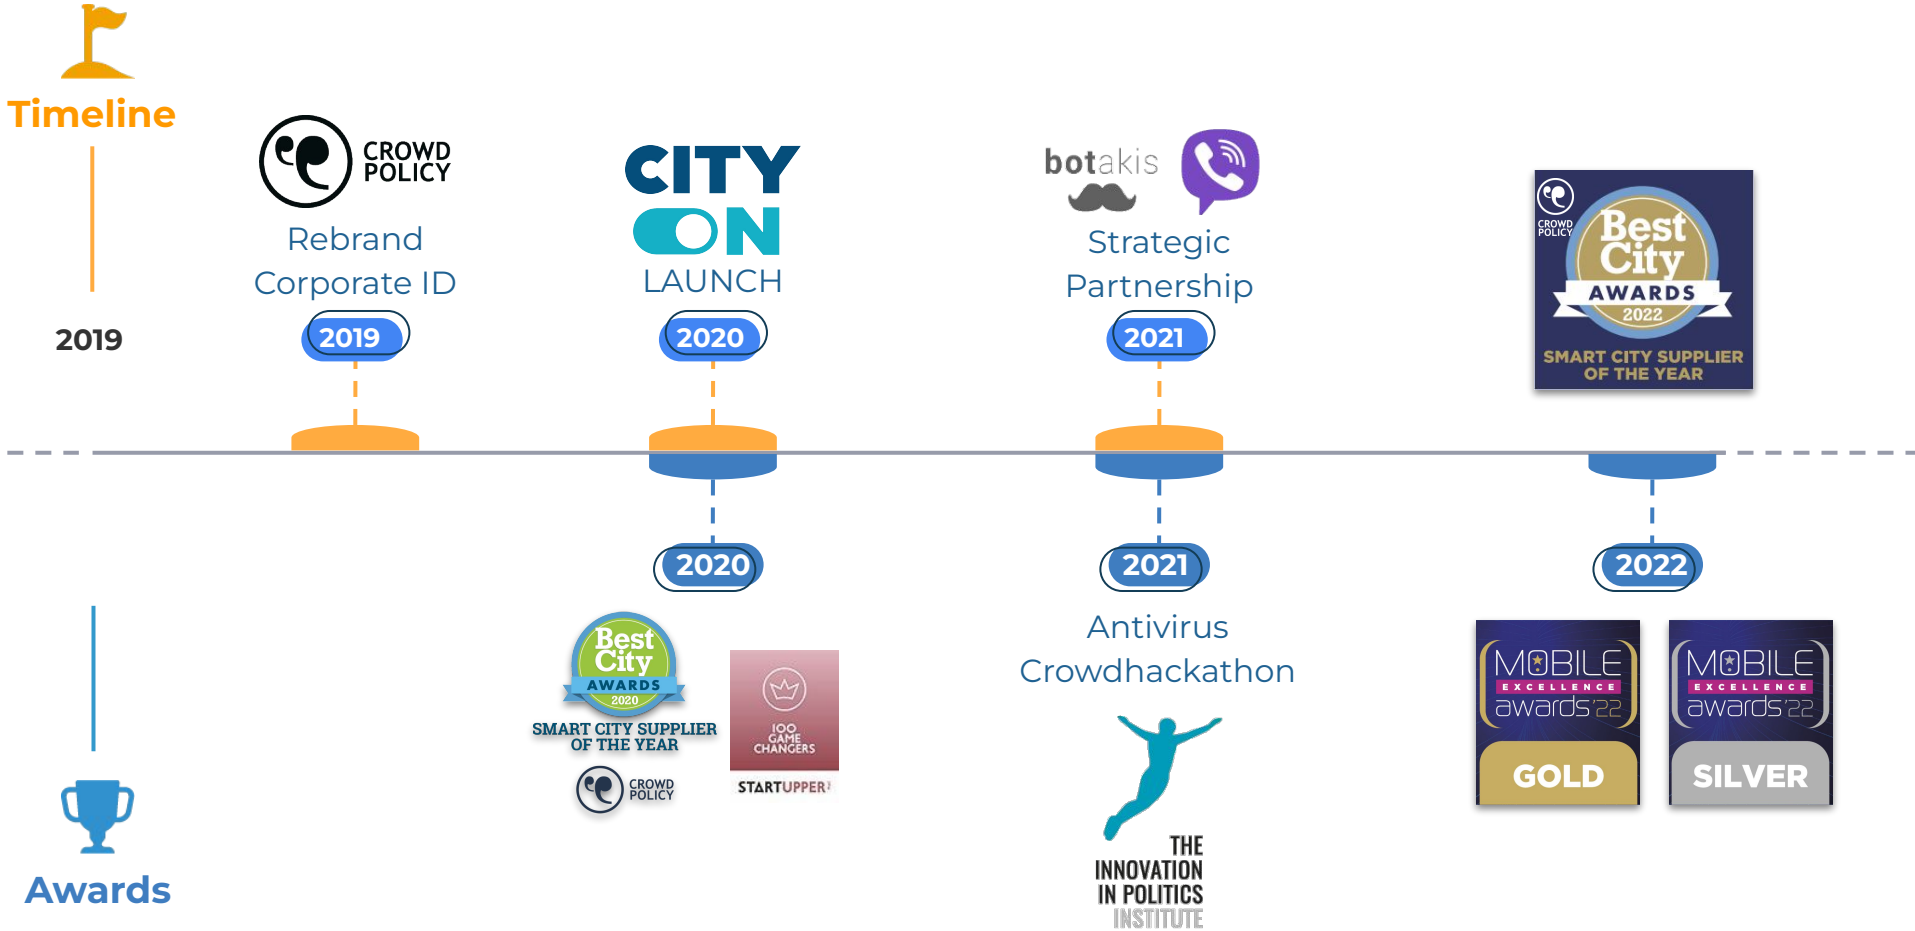 Timeline
2019
CROWD
POLICY
Rebrand
Corporate ID
2019
CITY
ON
LAUNCH
2020
botakis
Strategic
Partnership
2021
CROWD
POLICY
Best
City
AWARDS
2022
SMART CITY SUPPLIER
OF THE YEAR
2020
Best
City
AWARDS
2020
SMART CITY SUPPLIER
OF THE YEAR
CROWD
POLICY
100
GAME
CHANGERS
STARTUPPER
2021
Antivirus
Crowdhackathon
THE
INNOVATION
IN POLITICS
INSTITUTE
2022
MOBILE
EXCELLENCE
awards'22
GOLD
MOBILE
EXCELLENCE
awards'22
SILVER
Awards